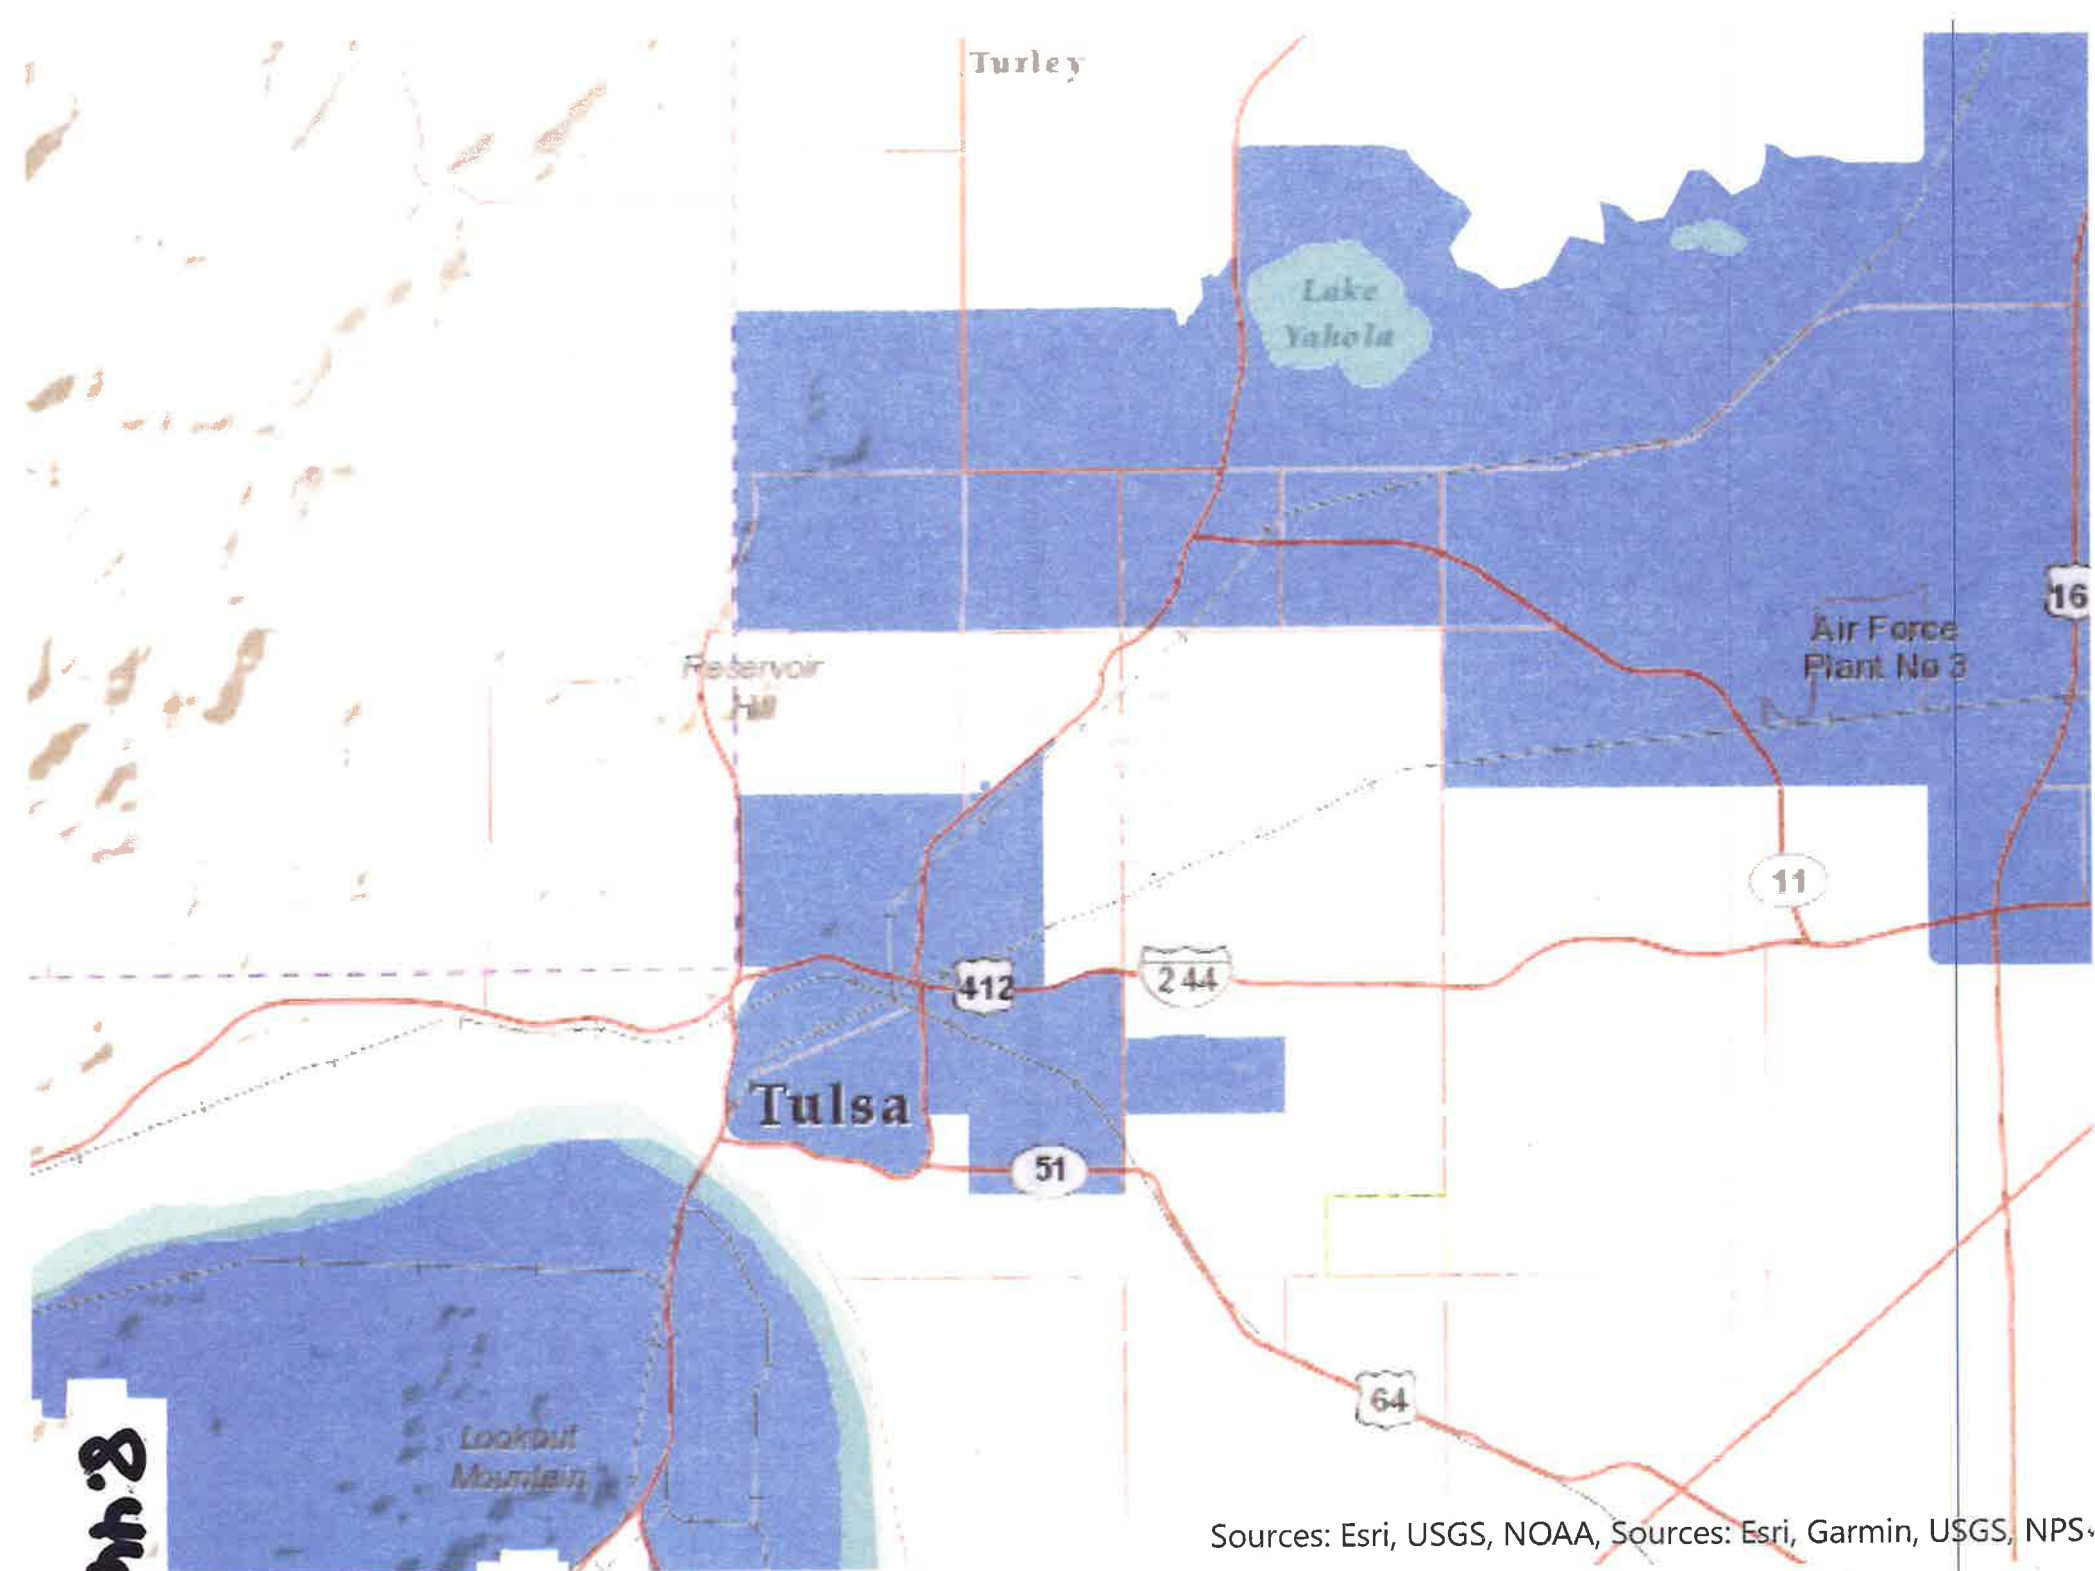 Turley
Lake
Yahola
16
Air Force
Plant No 3
Reservoir
Hill
11
412
244
Tulsa
51
64
Lookout
Mountain
Sources: Esri, USGS, NOAA, Sources: Esri, Garmin, USGS, NPS